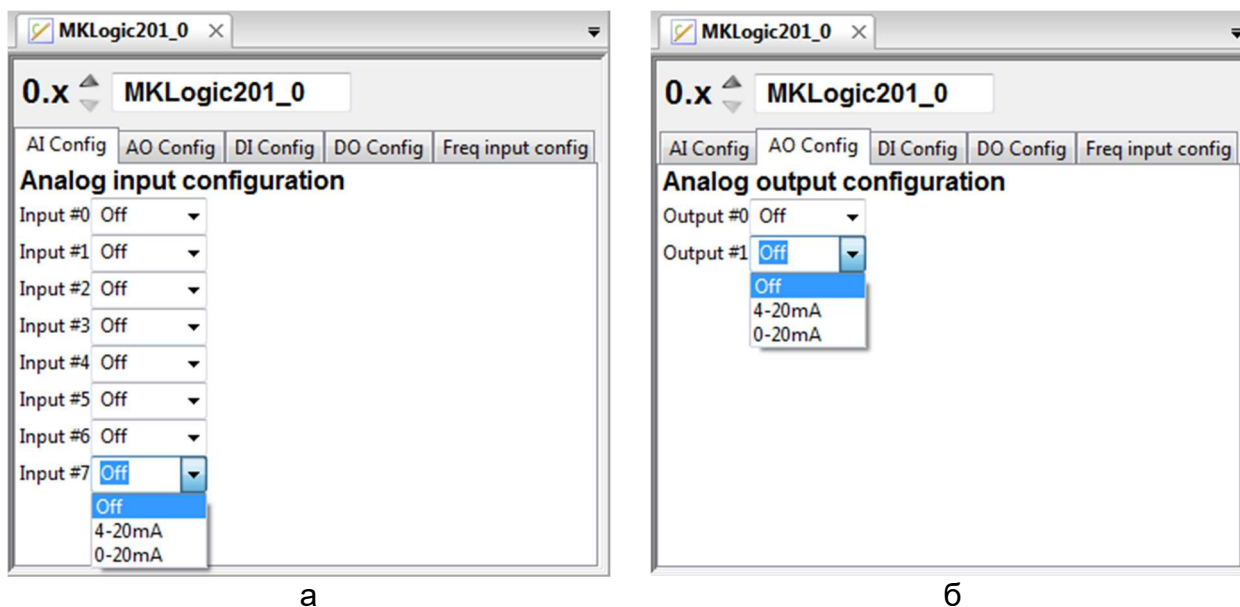 MKLogic201_0
0.x MKLogic201_0
AI Config AO Config DI Config DO Config Freq input config
Analog input configuration
Input #0 Off
Input #1 Off
Input #2 Off
Input #3 Off
Input #4 Off
Input #5 Off
Input #6 Off
Input #7 Off
Off
4-20mA
0-20mA
а
MKLogic201_0
0.x MKLogic201_0
AI Config AO Config DI Config DO Config Freq input config
Analog output configuration
Output #0 Off
Output #1 Off
Off
4-20mA
0-20mA
б